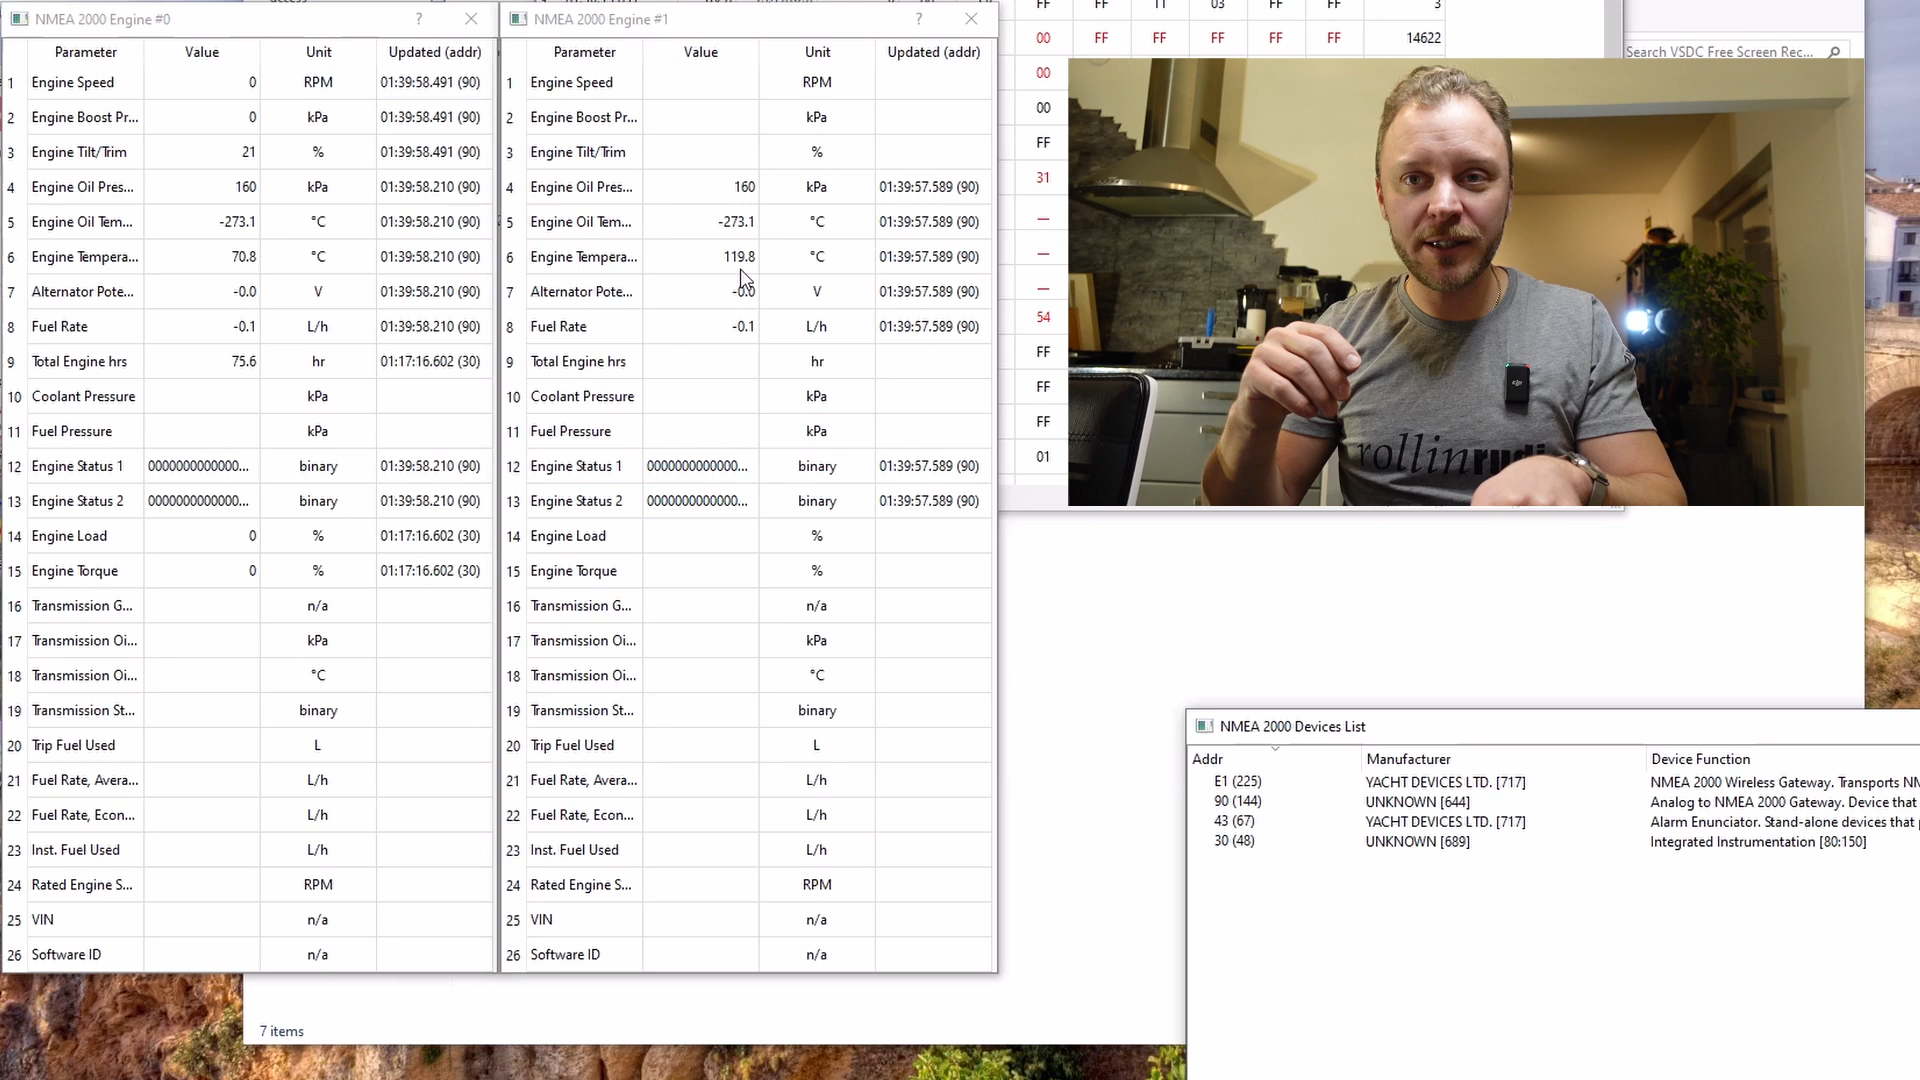 NMEA 2000 Engine #0
Parameter Value Unit Updated (addr)
1 Engine Speed 0 RPM 01:39:58.491 (90)
2 Engine Boost Pr... 0 kPa 01:39:58.491 (90)
3 Engine Tilt/Trim 21 % 01:39:58.491 (90)
4 Engine Oil Pres... 160 kPa 01:39:58.210 (90)
5 Engine Oil Tem... -273.1 °C 01:39:58.210 (90)
6 Engine Tempera... 70.8 °C 01:39:58.210 (90)
7 Alternator Pote... -0.0 V 01:39:58.210 (90)
8 Fuel Rate -0.1 L/h 01:39:58.210 (90)
9 Total Engine hrs 75.6 hr 01:17:16.602 (30)
10 Coolant Pressure kPa
11 Fuel Pressure kPa
12 Engine Status 1 0000000000000... binary 01:39:58.210 (90)
13 Engine Status 2 0000000000000... binary 01:39:58.210 (90)
14 Engine Load 0 % 01:17:16.602 (30)
15 Engine Torque 0 % 01:17:16.602 (30)
16 Transmission G... n/a
17 Transmission Oi... kPa
18 Transmission Oi... °C
19 Transmission St... binary
20 Trip Fuel Used L
21 Fuel Rate, Avera... L/h
22 Fuel Rate, Econ... L/h
23 Inst. Fuel Used L/h
24 Rated Engine S... RPM
25 VIN n/a
26 Software ID n/a
NMEA 2000 Engine #1
Parameter Value Unit Updated (addr)
1 Engine Speed RPM
2 Engine Boost Pr... kPa
3 Engine Tilt/Trim %
4 Engine Oil Pres... 160 kPa 01:39:57.589 (90)
5 Engine Oil Tem... -273.1 °C 01:39:57.589 (90)
6 Engine Tempera... 119.8 °C 01:39:57.589 (90)
7 Alternator Pote... -0.0 V 01:39:57.589 (90)
8 Fuel Rate -0.1 L/h 01:39:57.589 (90)
9 Total Engine hrs hr
10 Coolant Pressure kPa
11 Fuel Pressure kPa
12 Engine Status 1 0000000000000... binary 01:39:57.589 (90)
13 Engine Status 2 0000000000000... binary 01:39:57.589 (90)
14 Engine Load %
15 Engine Torque %
16 Transmission G... n/a
17 Transmission Oi... kPa
18 Transmission Oi... °C
19 Transmission St... binary
20 Trip Fuel Used L
21 Fuel Rate, Avera... L/h
22 Fuel Rate, Econ... L/h
23 Inst. Fuel Used L/h
24 Rated Engine S... RPM
25 VIN n/a
26 Software ID n/a
FF FF 11 03 FF FF 3
00 FF FF FF FF FF 14622
00
00
FF
31
—
—
—
54
FF
FF
FF
01
Search VSDC Free Screen Rec...
dji
rollinrudi
NMEA 2000 Devices List
Addr Manufacturer Device Function
E1 (225) YACHT DEVICES LTD. [717] NMEA 2000 Wireless Gateway. Transports NM
90 (144) UNKNOWN [644] Analog to NMEA 2000 Gateway. Device that
43 (67) YACHT DEVICES LTD. [717] Alarm Enunciator. Stand-alone devices that p
30 (48) UNKNOWN [689] Integrated Instrumentation [80:150]
7 items